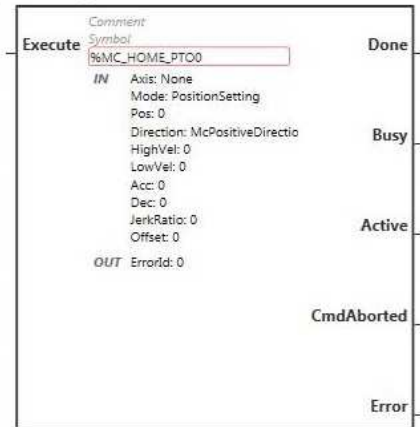 Comment
Execute Symbol Done
%MC_HOME_PTO0
IN Axis: None
Mode: PositionSetting
Pos: 0
Direction: McPositiveDirectio
HighVel: 0 Busy
LowVel: 0
Acc: 0
Dec: 0
JerkRatio: 0 Active
Offset: 0
OUT ErrorId: 0
CmdAborted
Error